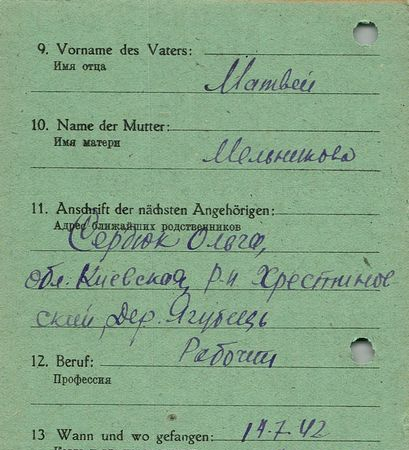 9. Vorname des Vaters:
Имя отца
Матвей
10. Name der Mutter:
Имя матери
Мельникова
11. Anschrift der nächsten Angehörigen:
Адрес ближайших родственников
Сердюк Ольга,
обл. Киевская, р-н Хрестинов-
ский, дер. Ягубець
12. Beruf: Рабочий
Профессия
13 Wann und wo gefangen: 14.7.42